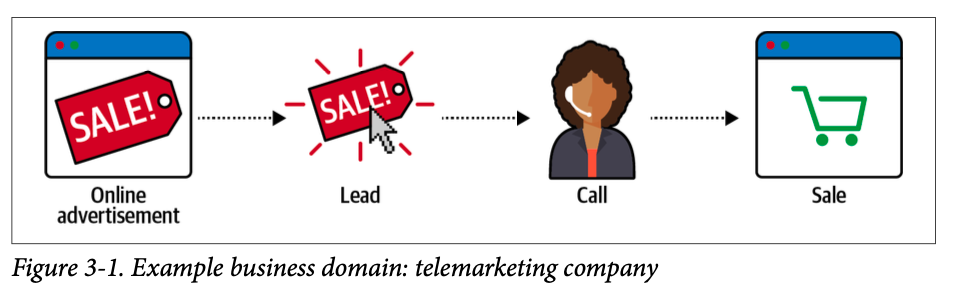 SALE!
SALE!
Online
advertisement
Lead
Call
Sale
Figure 3-1. Example business domain: telemarketing company